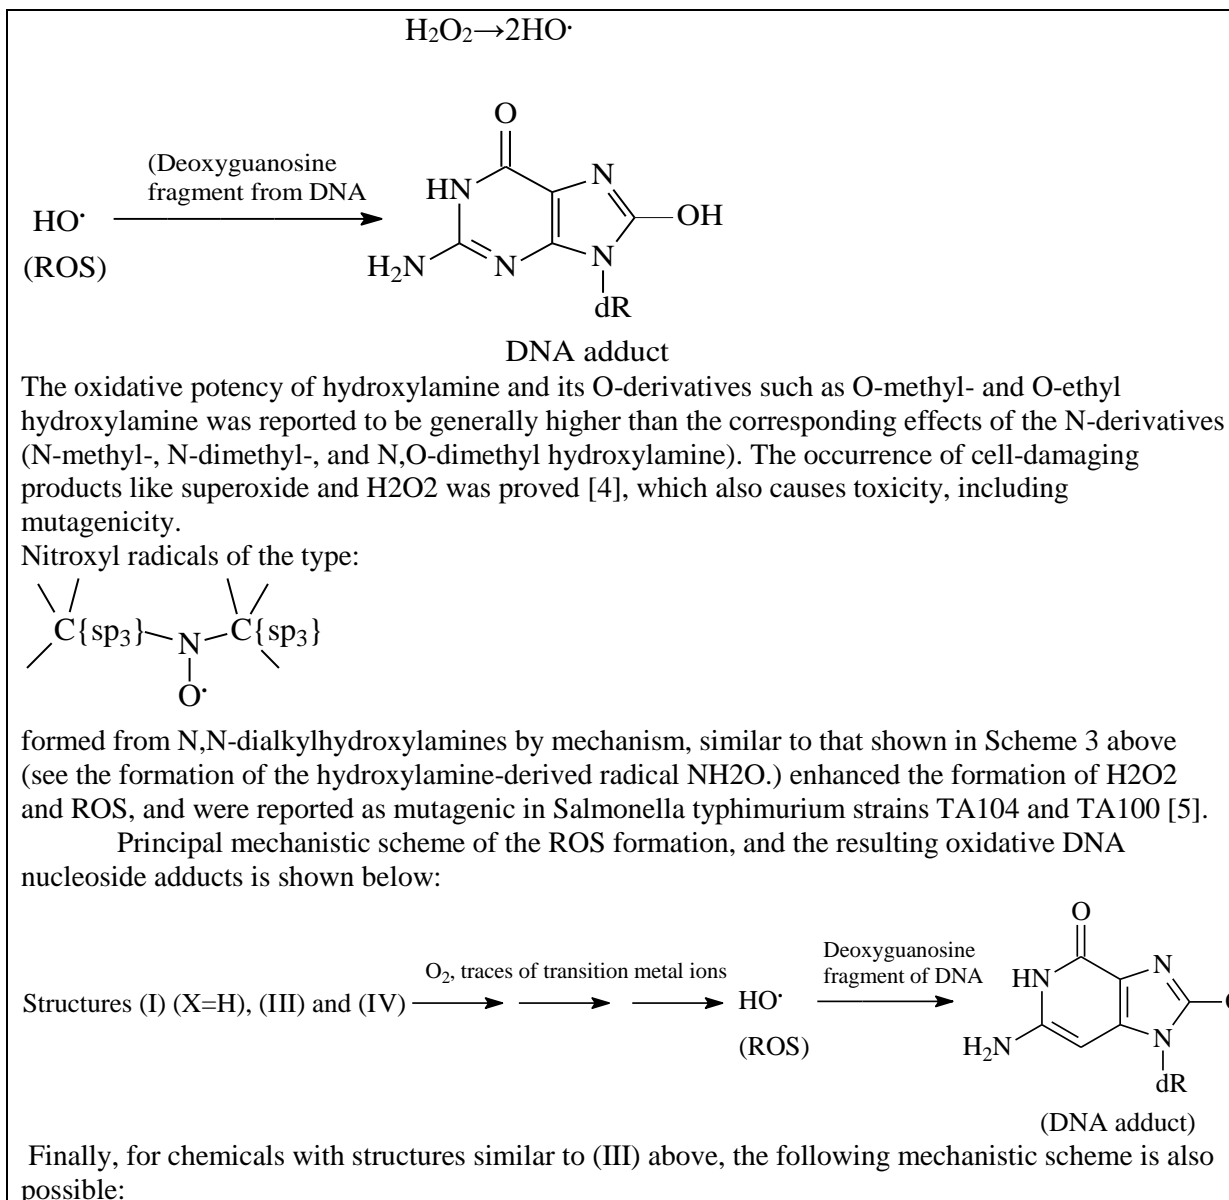 H₂O₂→2HO·
O
(Deoxyguanosine
fragment from DNA
HN
N
HO·
OH
(ROS)
H₂N
N
N
dR
DNA adduct
The oxidative potency of hydroxylamine and its O-derivatives such as O-methyl- and O-ethyl
hydroxylamine was reported to be generally higher than the corresponding effects of the N-derivatives
(N-methyl-, N-dimethyl-, and N,O-dimethyl hydroxylamine). The occurrence of cell-damaging
products like superoxide and H2O2 was proved [4], which also causes toxicity, including
mutagenicity.
Nitroxyl radicals of the type:
C{sp₃} N C{sp₃}
O·
formed from N,N-dialkylhydroxylamines by mechanism, similar to that shown in Scheme 3 above
(see the formation of the hydroxylamine-derived radical NH2O.) enhanced the formation of H2O2
and ROS, and were reported as mutagenic in Salmonella typhimurium strains TA104 and TA100 [5].
Principal mechanistic scheme of the ROS formation, and the resulting oxidative DNA
nucleoside adducts is shown below:
O
Deoxyguanosine
fragment of DNA
O₂, traces of transition metal ions
HN
N
Structures (I) (X=H), (III) and (IV)
HO·
(ROS)
H₂N
N
dR
(DNA adduct)
Finally, for chemicals with structures similar to (III) above, the following mechanistic scheme is also
possible: